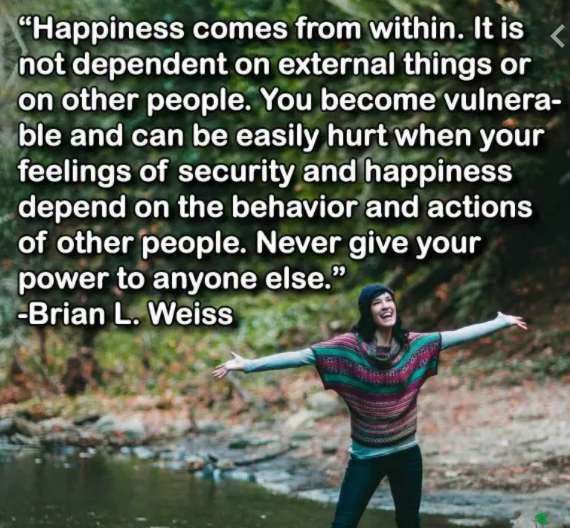 “Happiness comes from within. It is
not dependent on external things or
on other people. You become vulnera-
ble and can be easily hurt when your
feelings of security and happiness
depend on the behavior and actions
of other people. Never give your
power to anyone else.”
-Brian L. Weiss